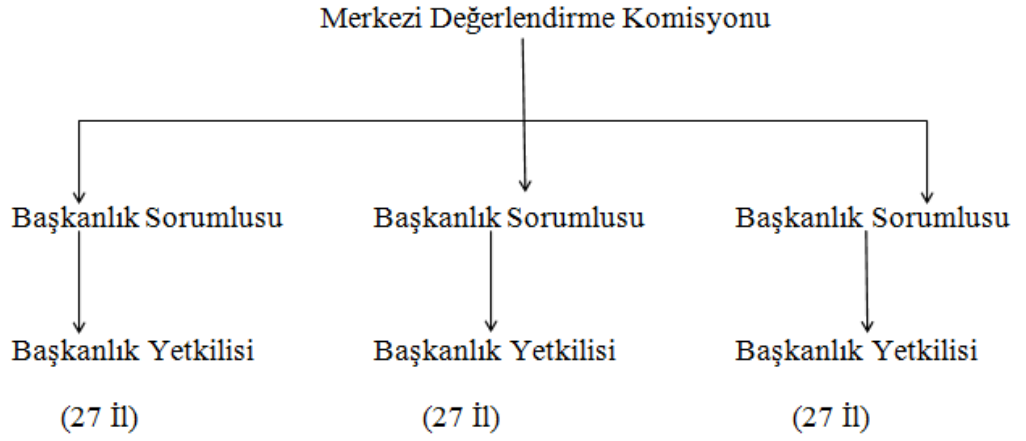 Merkezi Değerlendirme Komisyonu
Başkanlık Sorumlusu Başkanlık Sorumlusu Başkanlık Sorumlusu
Başkanlık Yetkilisi Başkanlık Yetkilisi Başkanlık Yetkilisi
(27 İl) (27 İl) (27 İl)